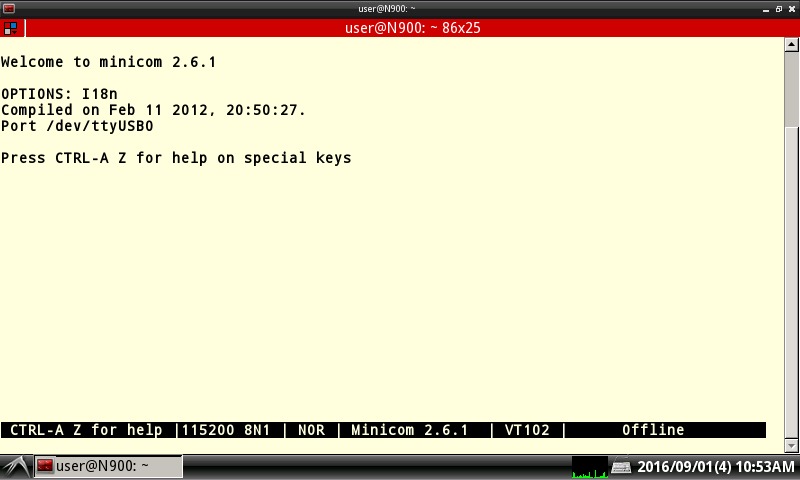 user@N900: ~
user@N900: ~ 86x25
Welcome to minicom 2.6.1
OPTIONS: I18n
Compiled on Feb 11 2012, 20:50:27.
Port /dev/ttyUSB0
Press CTRL-A Z for help on special keys
CTRL-A Z for help |115200 8N1 | NOR | Minicom 2.6.1 | VT102 | Offline
user@N900: ~ 2016/09/01(4) 10:53AM